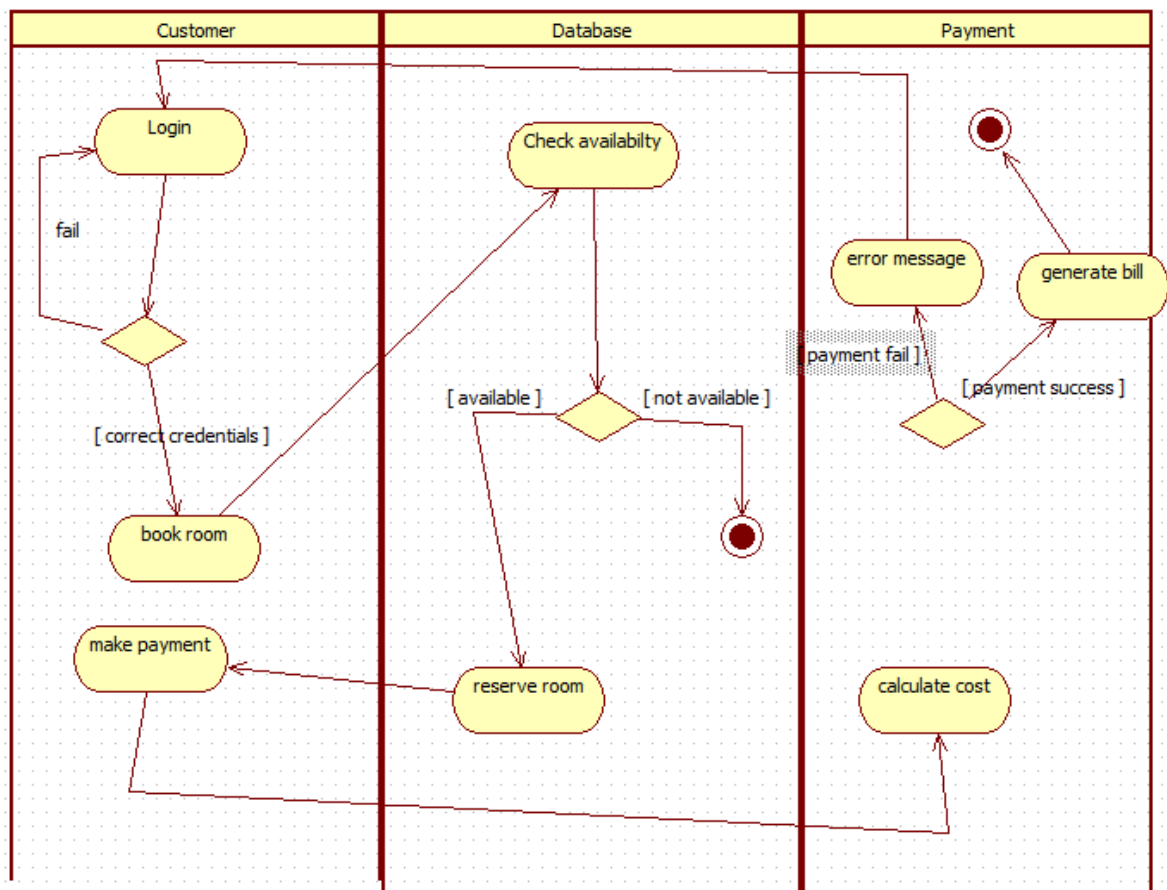 Customer
Database
Payment
Login
Check availabilty
fail
error message
generate bill
payment fail ]
[ payment success ]
[ available ]
[ not available ]
[ correct credentials ]
book room
make payment
reserve room
calculate cost